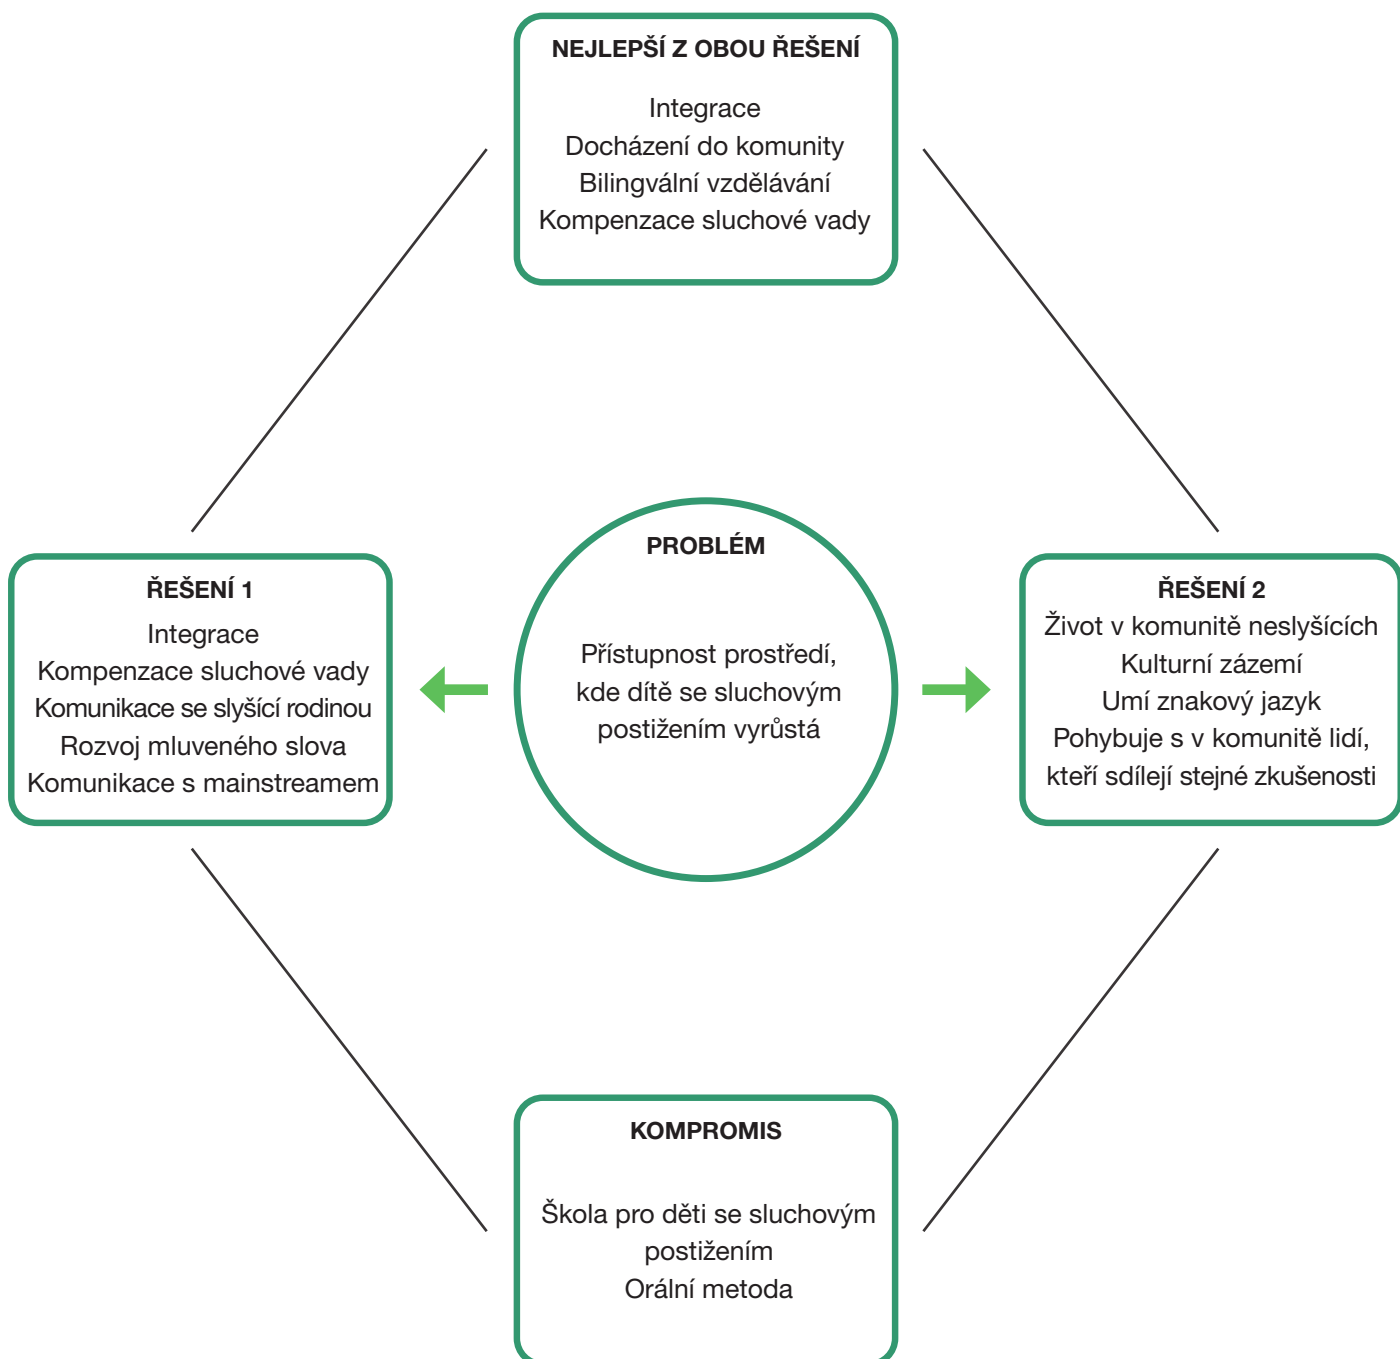 NEJLEPŠÍ Z OBOU ŘEŠENÍ
Integrace
Docházení do komunity
Bilingvální vzdělávání
Kompenzace sluchové vady
ŘEŠENÍ 1
Integrace
Kompenzace sluchové vady
Komunikace se slyšící rodinou
Rozvoj mluveného slova
Komunikace s mainstreamem
PROBLÉM
Přístupnost prostředí,
kde dítě se sluchovým
postižením vyrůstá
ŘEŠENÍ 2
Život v komunitě neslyšících
Kulturní zázemí
Umí znakový jazyk
Pohybuje s v komunitě lidí,
kteří sdílejí stejné zkušenosti
KOMPROMIS
Škola pro děti se sluchovým
postižením
Orální metoda